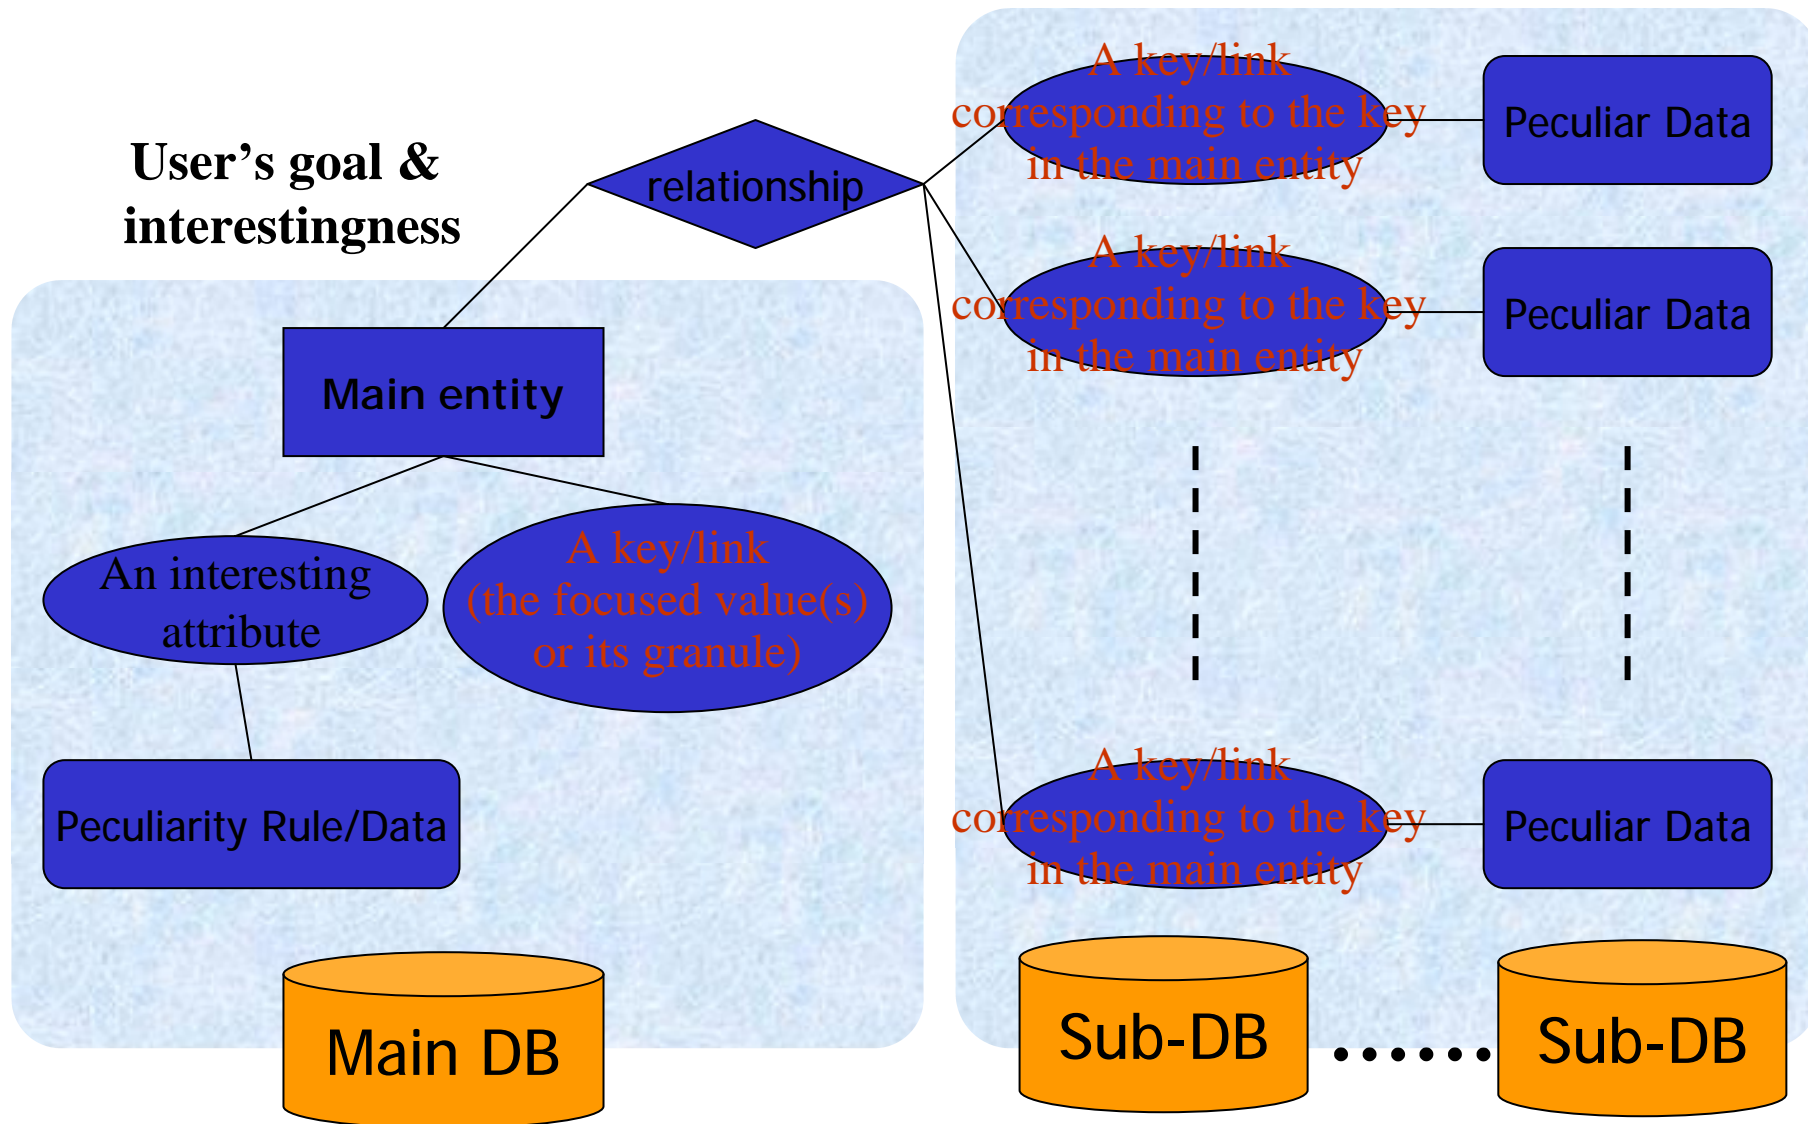 User’s goal &
interestingness
relationship
Main entity
An interesting
attribute
A key/link
(the focused value(s)
or its granule)
Peculiarity Rule/Data
Main DB
A key/link
corresponding to the key
in the main entity
Peculiar Data
A key/link
corresponding to the key
in the main entity
Peculiar Data
A key/link
corresponding to the key
in the main entity
Peculiar Data
Sub-DB
Sub-DB